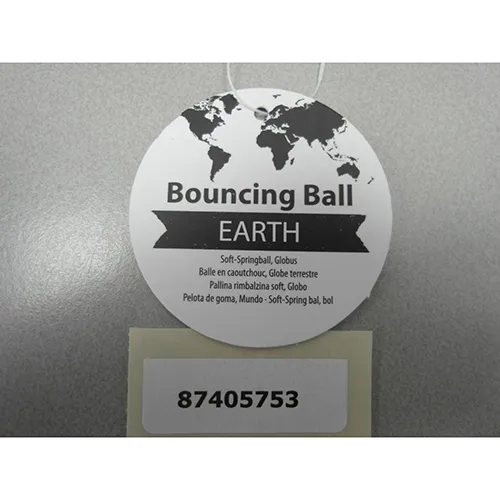 Bouncing Ball
EARTH
Soft-Springball, Globus
Balle en caoutchouc, Globe terrestre
Pallina rimbalzina soft, Globo
Pelota de goma, Mundo · Soft-Spring bal, bol
87405753